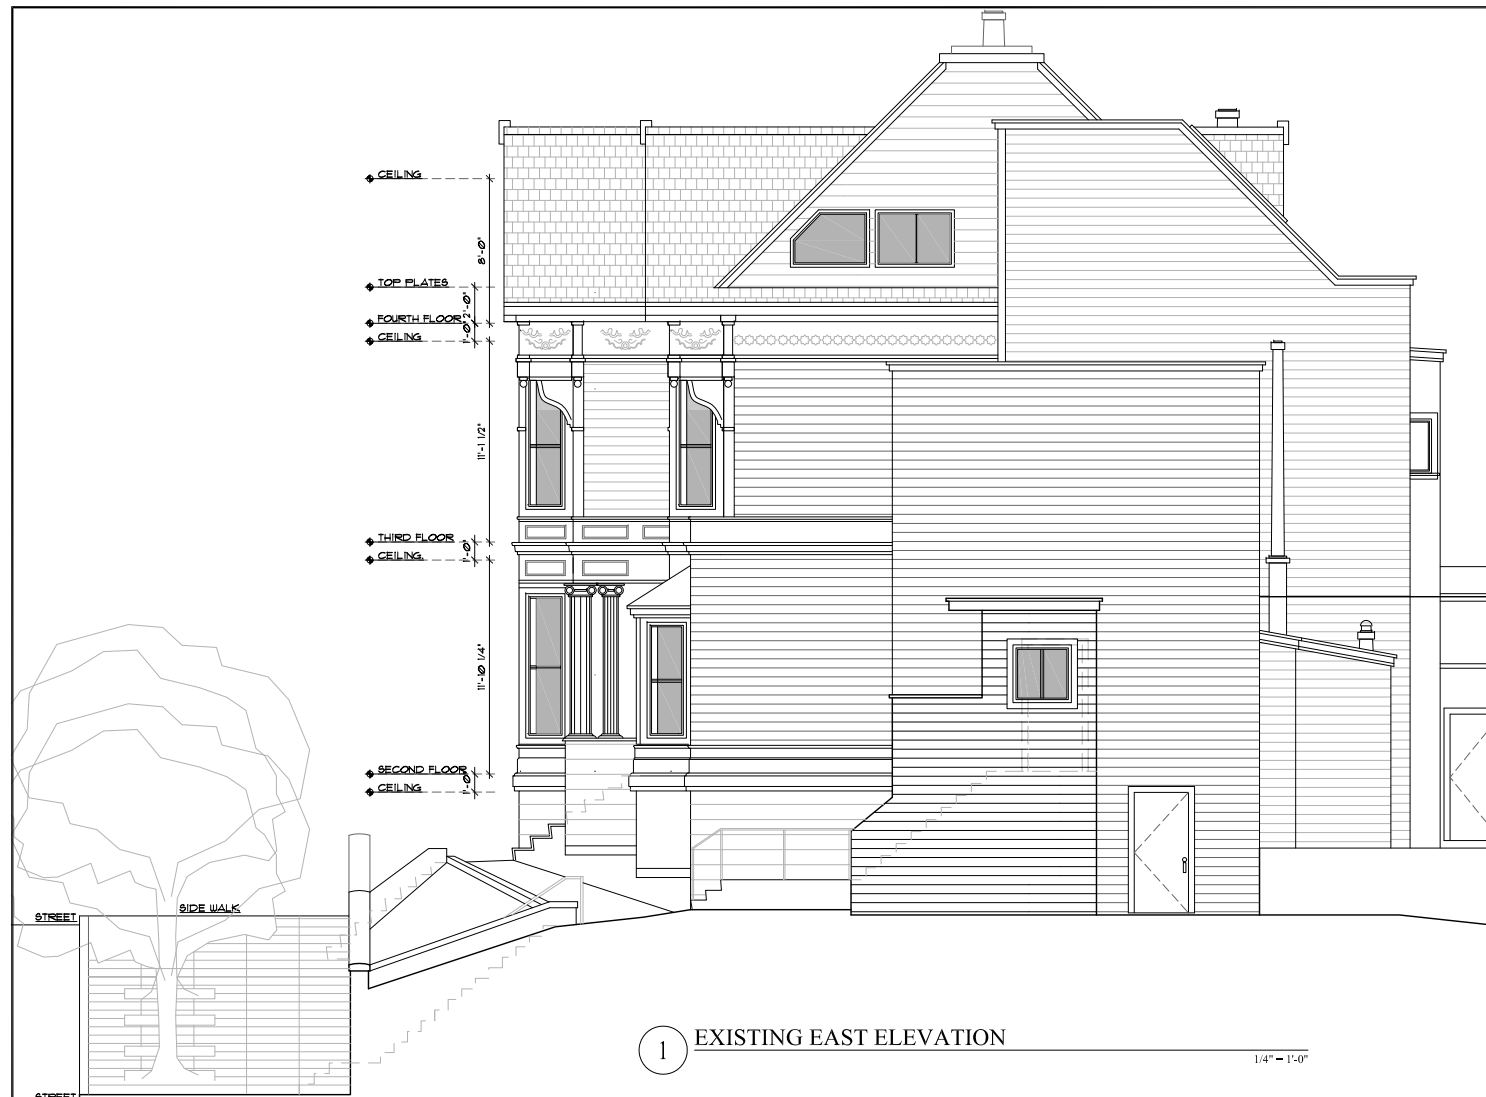 CEILING
8'-0"
TOP PLATES
2'-0"
FOURTH FLOOR
1'-0"
CEILING
11'-1 1/2"
THIRD FLOOR
1'-0"
CEILING
11'-10 1/4"
SECOND FLOOR
1'-0"
CEILING
SIDE WALK
STREET
1 EXISTING EAST ELEVATION
1/4" = 1'-0"
STREET